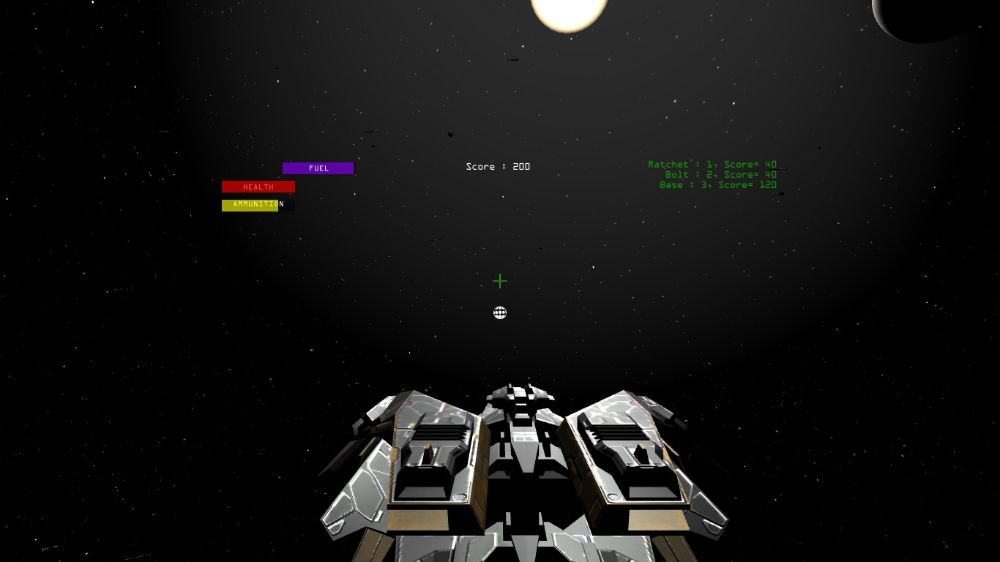 FUEL
HEALTH
AMMUNITION
Score : 200
Ratchet : 1, Score= 40
Bolt : 2, Score= 40
Base : 3, Score= 120